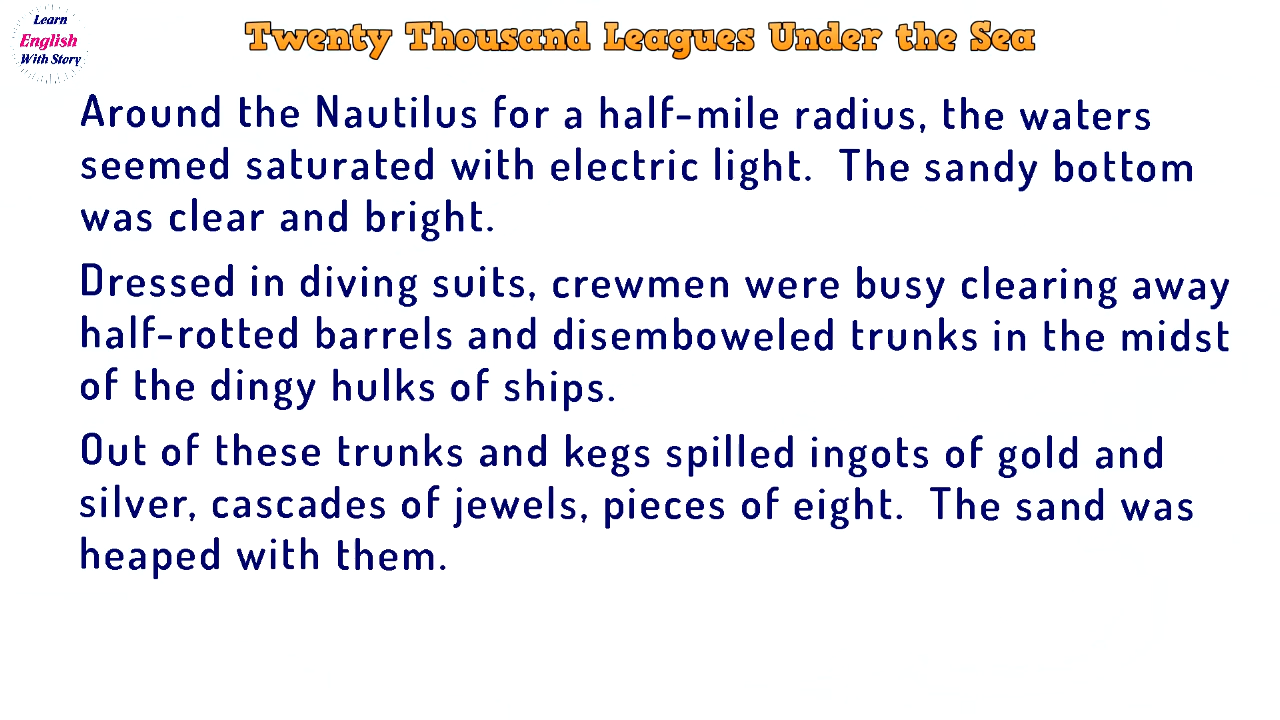 Learn
English
With Story
Twenty Thousand Leagues Under the Sea
Around the Nautilus for a half-mile radius, the waters
seemed saturated with electric light.  The sandy bottom
was clear and bright.
Dressed in diving suits, crewmen were busy clearing away
half-rotted barrels and disemboweled trunks in the midst
of the dingy hulks of ships.
Out of these trunks and kegs spilled ingots of gold and
silver, cascades of jewels, pieces of eight.  The sand was
heaped with them.